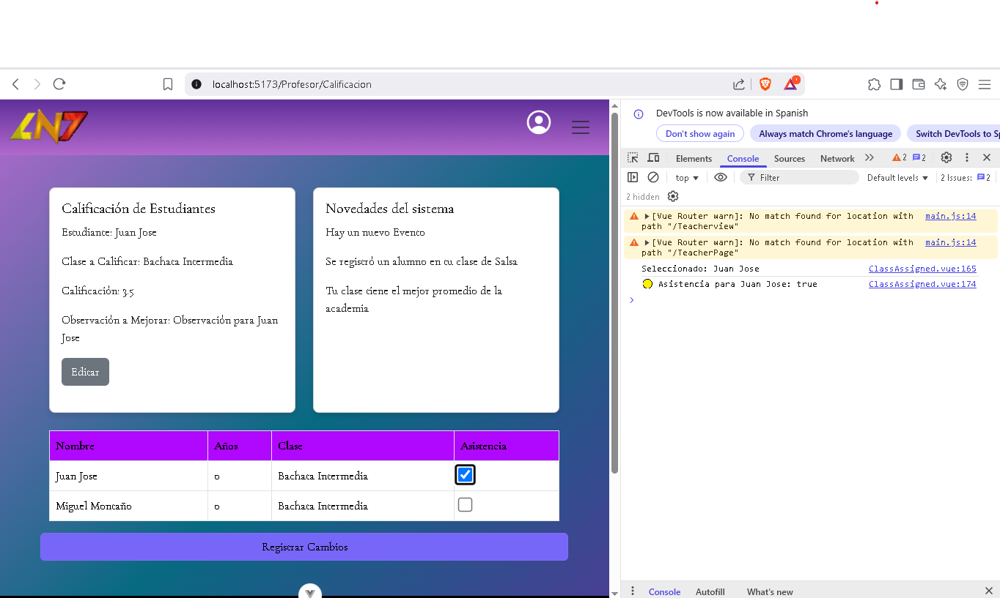 localhost:5173/Profesor/Calificacion
LN7
DevTools is now available in Spanish
Don't show again
Always match Chrome's language
Switch DevTools to Sp
Elements
Console
Sources
Network
2
2
top
Filter
Default levels
2 Issues:
2
2 hidden
[Vue Router warn]: No match found for location with
path "/Teacherview"
main.js:14
[Vue Router warn]: No match found for location with
path "/TeacherPage"
main.js:14
Seleccionado: Juan Jose
ClassAssigned.vue:165
Asistencia para Juan Jose: true
ClassAssigned.vue:174
Calificación de Estudiantes
Estudiante: Juan Jose
Clase a Calificar: Bachata Intermedia
Calificación: 3.5
Observación a Mejorar: Observación para Juan
Jose
Editar
Novedades del sistema
Hay un nuevo Evento
Se registró un alumno en tu clase de Salsa
Tu clase tiene el mejor promedio de la
academia
Nombre
Años
Clase
Asistencia
Juan Jose
0
Bachata Intermedia
Miguel Montaño
0
Bachata Intermedia
Registrar Cambios
Console
Autofill
What's new